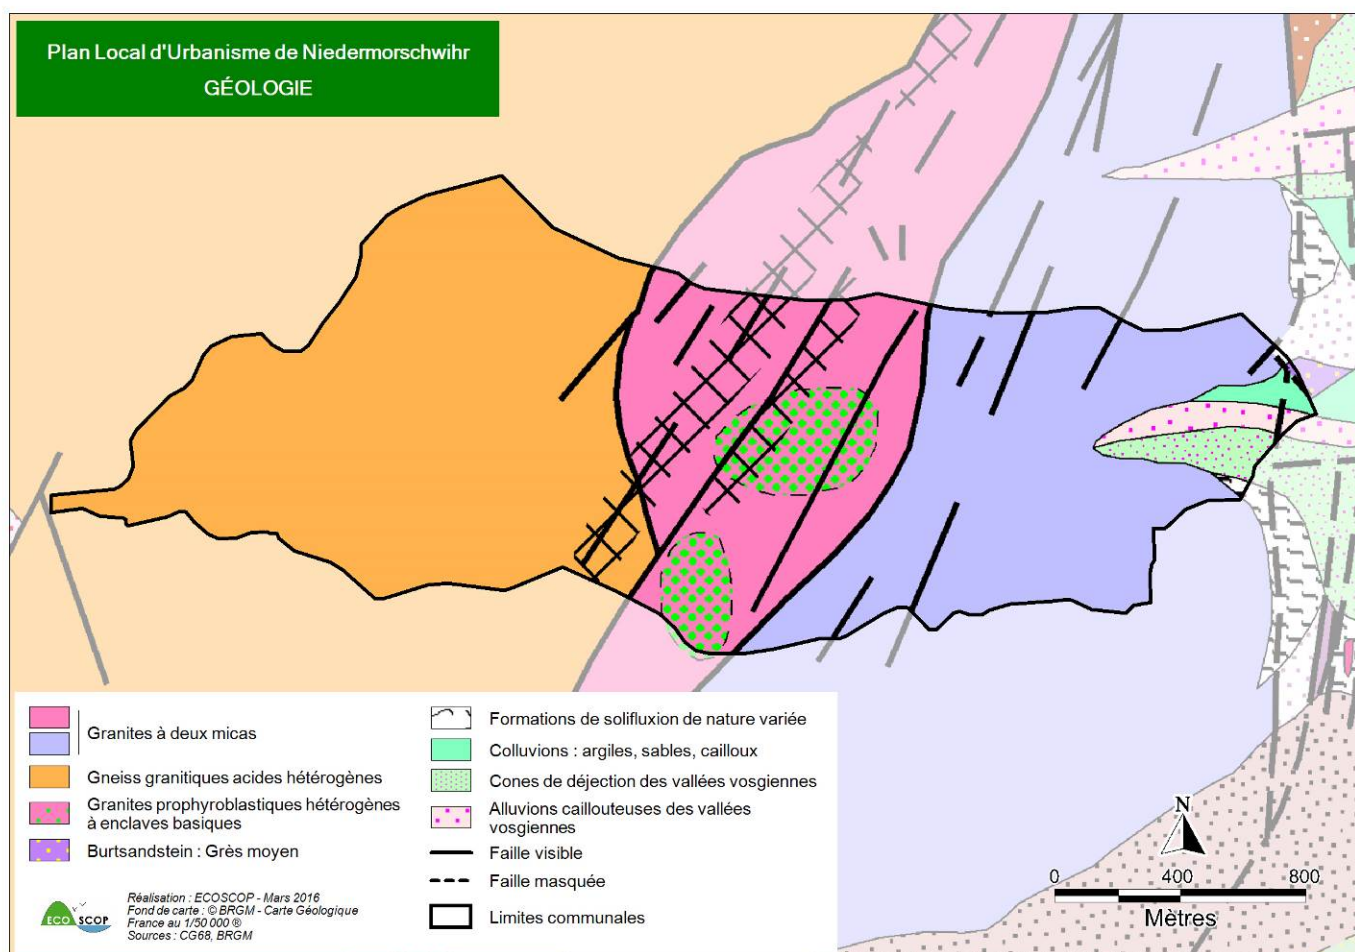 Plan Local d'Urbanisme de Niedermorschwihr
GÉOLOGIE
Granites à deux micas
Gneiss granitiques acides hétérogènes
Granites prophyroblastiques hétérogènes
à enclaves basiques
Burtsandstein : Grès moyen
Formations de solifluxion de nature variée
Colluvions : argiles, sables, cailloux
Cones de déjection des vallées vosgiennes
Alluvions caillouteuses des vallées
vosgiennes
Faille visible
Faille masquée
Limites communales
ECO SCOP
Réalisation : ECOSCOP - Mars 2016
Fond de carte : © BRGM - Carte Géologique
France au 1/50 000 ®
Sources : CG68, BRGM
N
0 400 800
Mètres